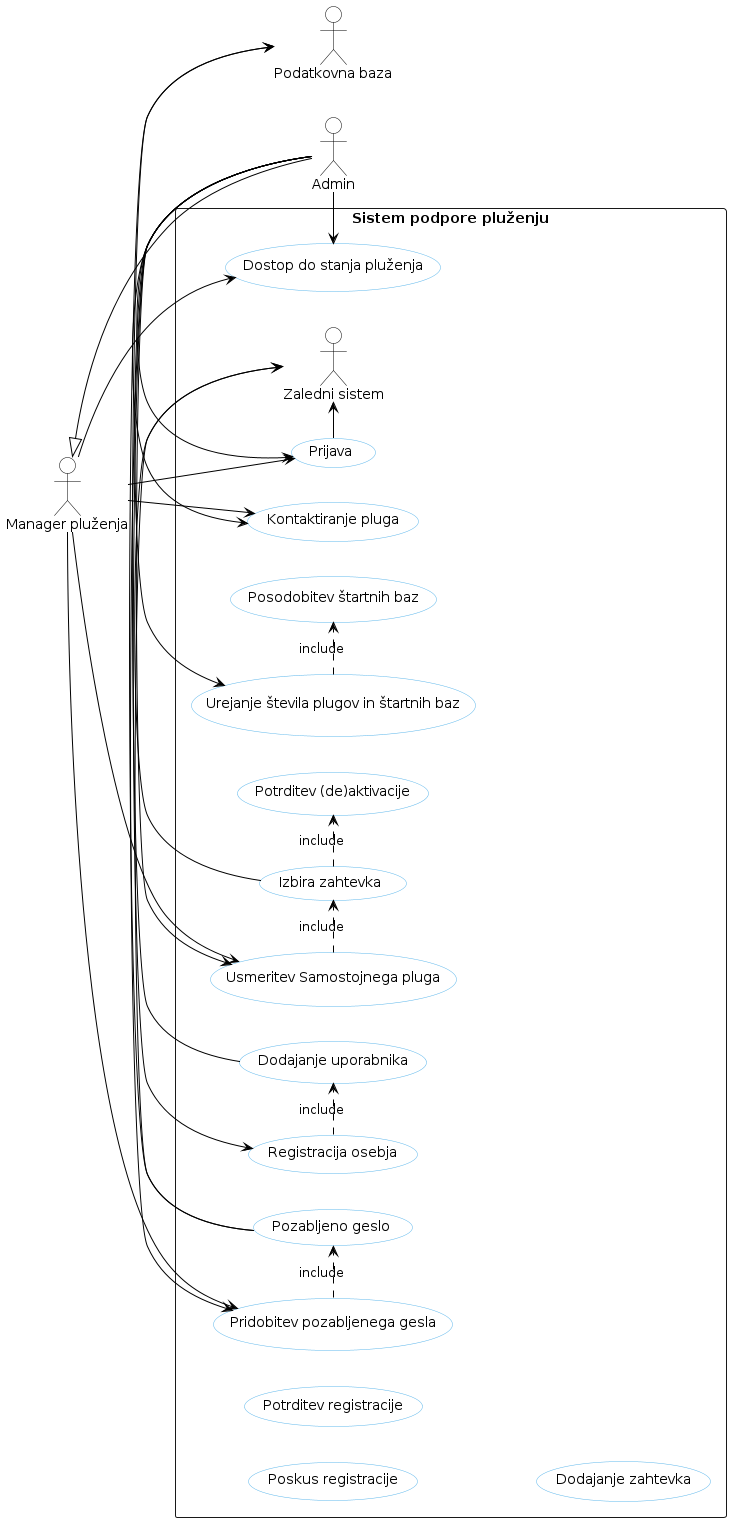 Podatkovna baza
Admin
Sistem podpore pluženju
Dostop do stanja pluženja
Zaledni sistem
Prijava
Manager pluženja
Kontaktiranje pluga
Posodobitev štartnih baz
include
Urejanje števila plugov in štartnih baz
Potrditev (de)aktivacije
include
Izbira zahtevka
include
Usmeritev Samostojnega pluga
Dodajanje uporabnika
include
Registracija osebja
Pozabljeno geslo
include
Pridobitev pozabljenega gesla
Potrditev registracije
Poskus registracije
Dodajanje zahtevka